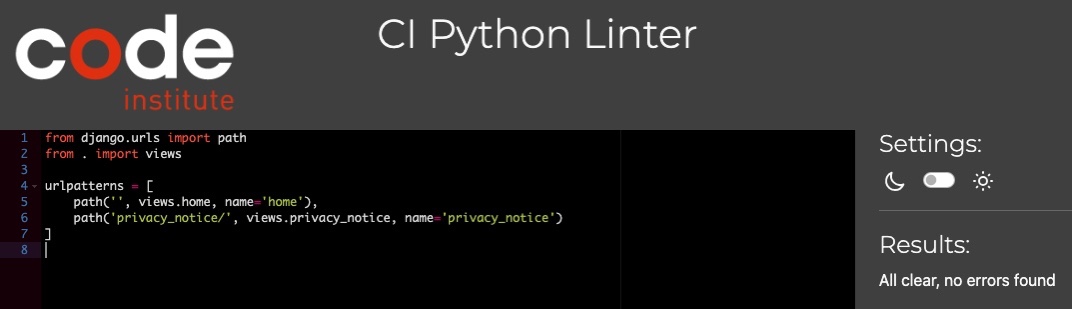 code
institute
CI Python Linter
1 from django.urls import path
2 from . import views
3
4 urlpatterns = [
5     path('', views.home, name='home'),
6     path('privacy_notice/', views.privacy_notice, name='privacy_notice')
7 ]
8
Settings:
Results:
All clear, no errors found